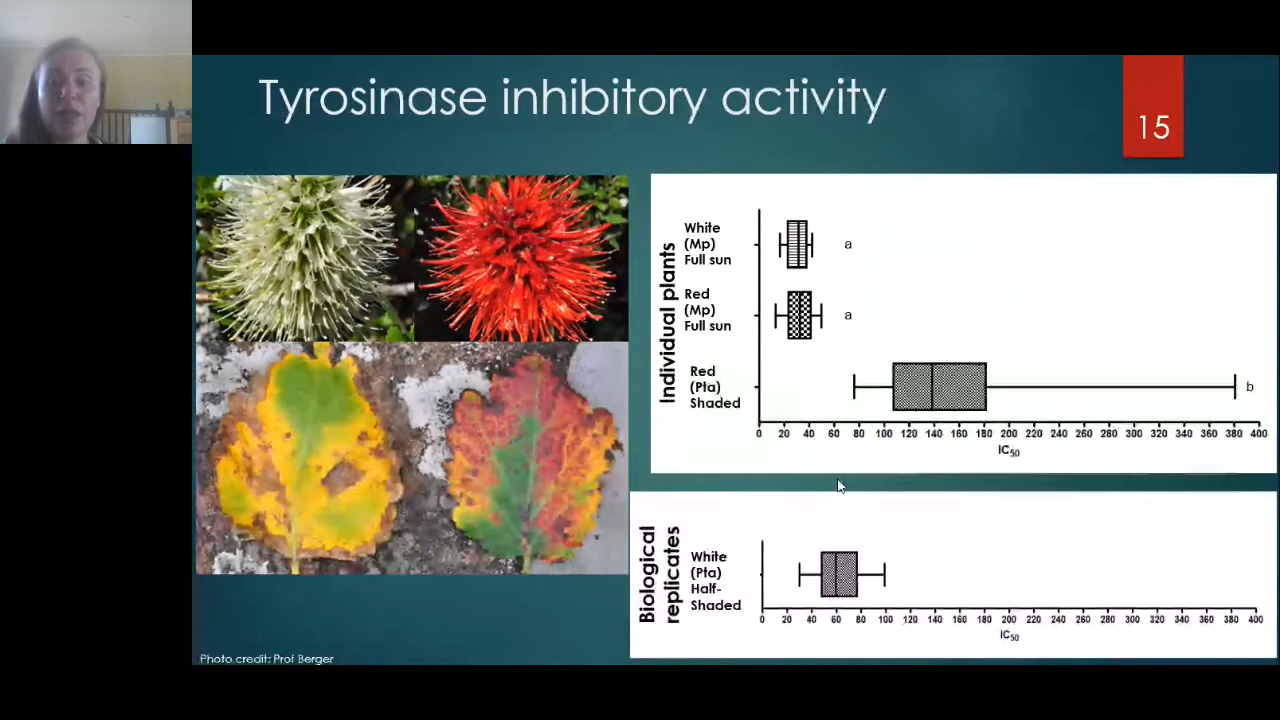 Tyrosinase inhibitory activity
15
Individual plants
White
(Mp)
Full sun
a
Red
(Mp)
Full sun
a
Red
(Pta)
Shaded
b
0 20 40 60 80 100 120 140 160 180 200 220 240 260 280 300 320 340 360 380 400
IC50
Biological
replicates
White
(Pta)
Half-
Shaded
0 20 40 60 80 100 120 140 160 180 200 220 240 260 280 300 320 340 360 380 400
IC50
Photo credit: Prof Berger